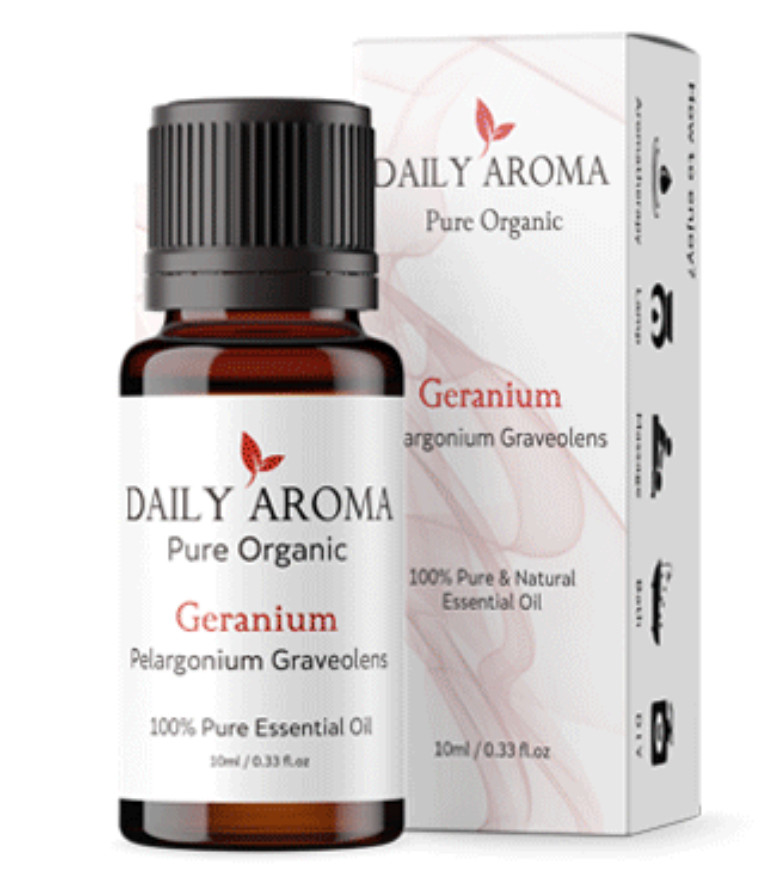 DAILY AROMA
Pure Organic
Geranium
Pelargonium Graveolens
100% Pure Essential Oil
10ml / 0.33 fl.oz
DAILY AROMA
Pure Organic
Geranium
argonium Graveolens
100% Pure & Natural
Essential Oil
10ml / 0.33 fl.oz
How to enjoy?
Aromatherapy
Lamp
Massage
Bath
DIY